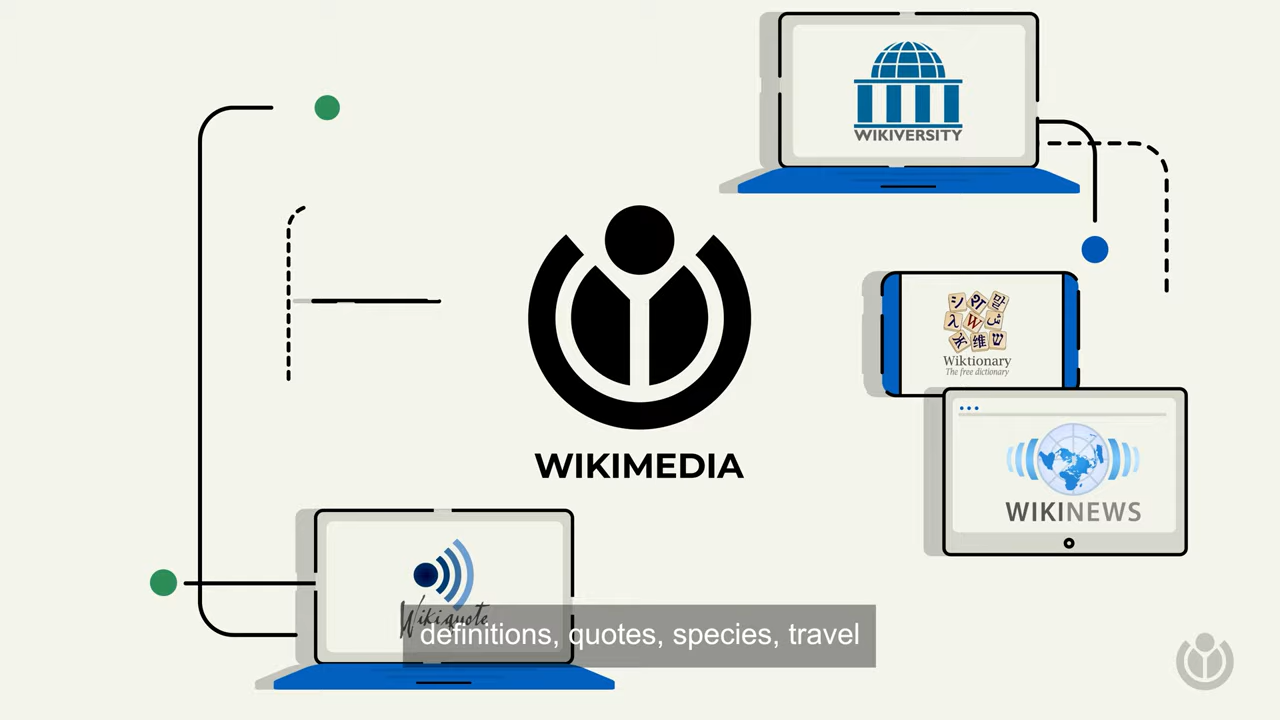 WIKIVERSITY
Wiktionary
The free dictionary
WIKIMEDIA
WIKINEWS
Wikiquote
definitions, quotes, species, travel